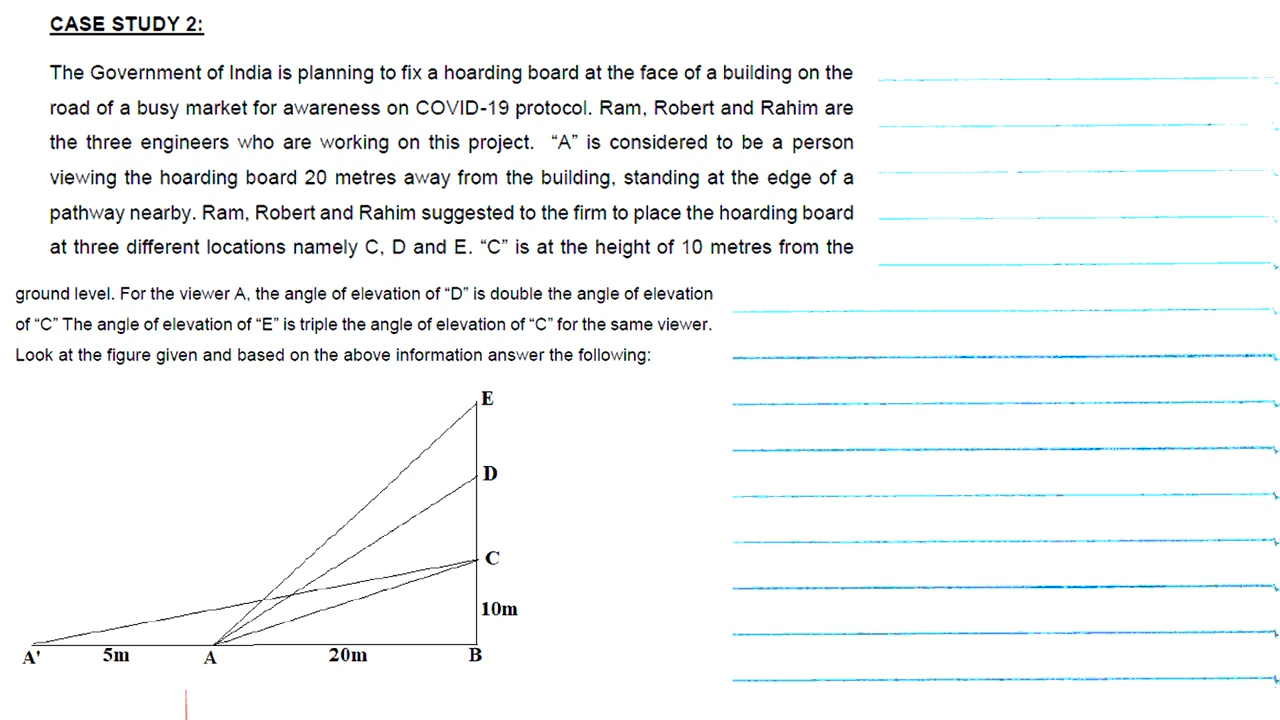 CASE STUDY 2:
The Government of India is planning to fix a hoarding board at the face of a building on the
road of a busy market for awareness on COVID-19 protocol. Ram, Robert and Rahim are
the three engineers who are working on this project. “A” is considered to be a person
viewing the hoarding board 20 metres away from the building, standing at the edge of a
pathway nearby. Ram, Robert and Rahim suggested to the firm to place the hoarding board
at three different locations namely C, D and E. “C” is at the height of 10 metres from the
ground level. For the viewer A, the angle of elevation of “D” is double the angle of elevation
of “C” The angle of elevation of “E” is triple the angle of elevation of “C” for the same viewer.
Look at the figure given and based on the above information answer the following:
E
D
C
10m
A' 5m A 20m B